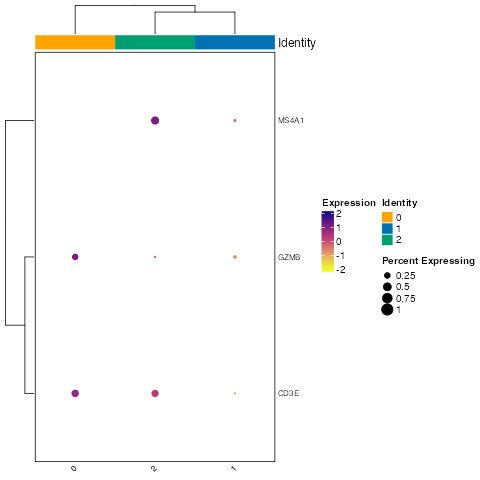 Identity
MS4A1
GZMB
CD3E
0
2
1
Expression
2
1
0
-1
-2
Identity
0
1
2
Percent Expressing
0.25
0.5
0.75
1